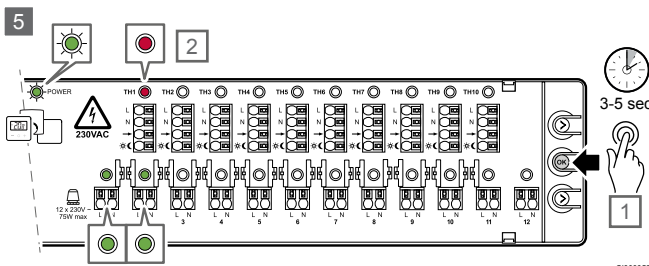 5
2
POWER
TH1 TH2 TH3 TH4 TH5 TH6 TH7 TH8 TH9 TH10
3-5 sec
L L L L L L L L L L
N N N N N N N N N N
230VAC
OK
12 x 230V ~
75W max
L N L N L N L N L N L N L N L N L N L N L N L N
3 4 5 6 7 8 9 10 11 12
1